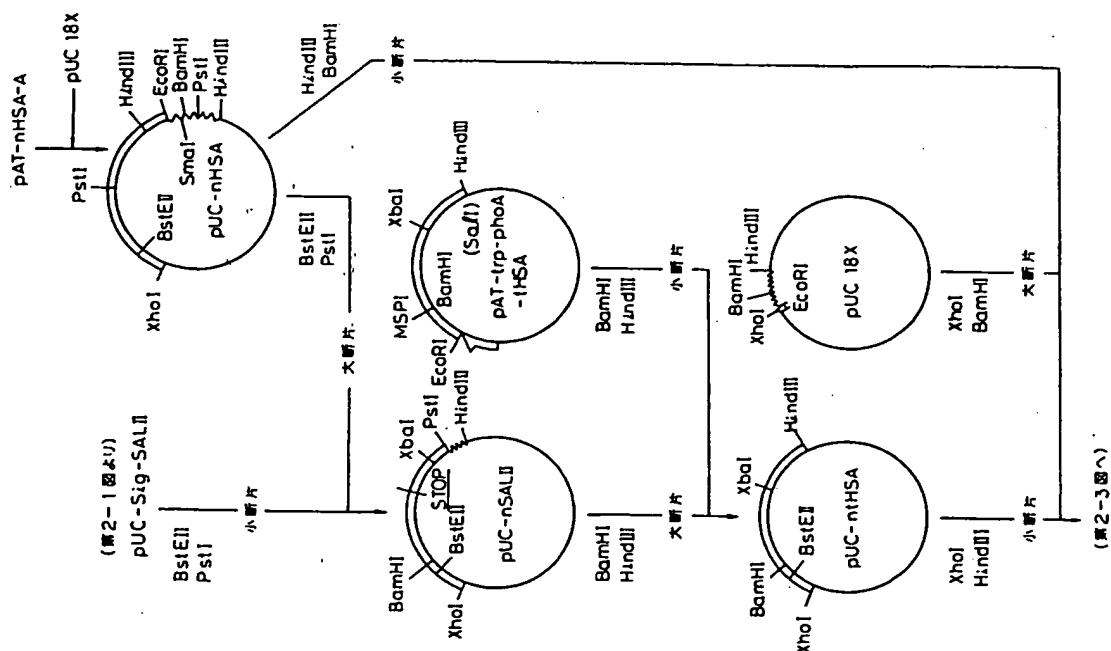 pAT-nHSA-A
pUC 18X
PstI
HindIII
EcoRI
BamHI
PstI
HindIII
SmaI
BstEII
XhoI
pUC-nHSA
HindIII
BamHI
小断片
BstEII
PstI
大断片
(第2-1図より)
pUC-Sig-SALII
BstEII
PstI
小断片
BamHI
STOP
XbaI
PstI
HindIII
BstEII
XhoI
pUC-nSALII
BamHI
HindIII
大断片
MSPI
BamHI
XbaI
(SalI)
HindIII
EcoRI
pAT-trp-phoA
-tHSA
BamHI
HindIII
小断片
BamHI
XbaI
HindIII
BstEII
XhoI
pUC-ntHSA
XhoI
HindIII
小断片
XhoI
BamHI
HindIII
EcoRI
pUC 18X
XhoI
BamHI
大断片
(第2-3図へ)